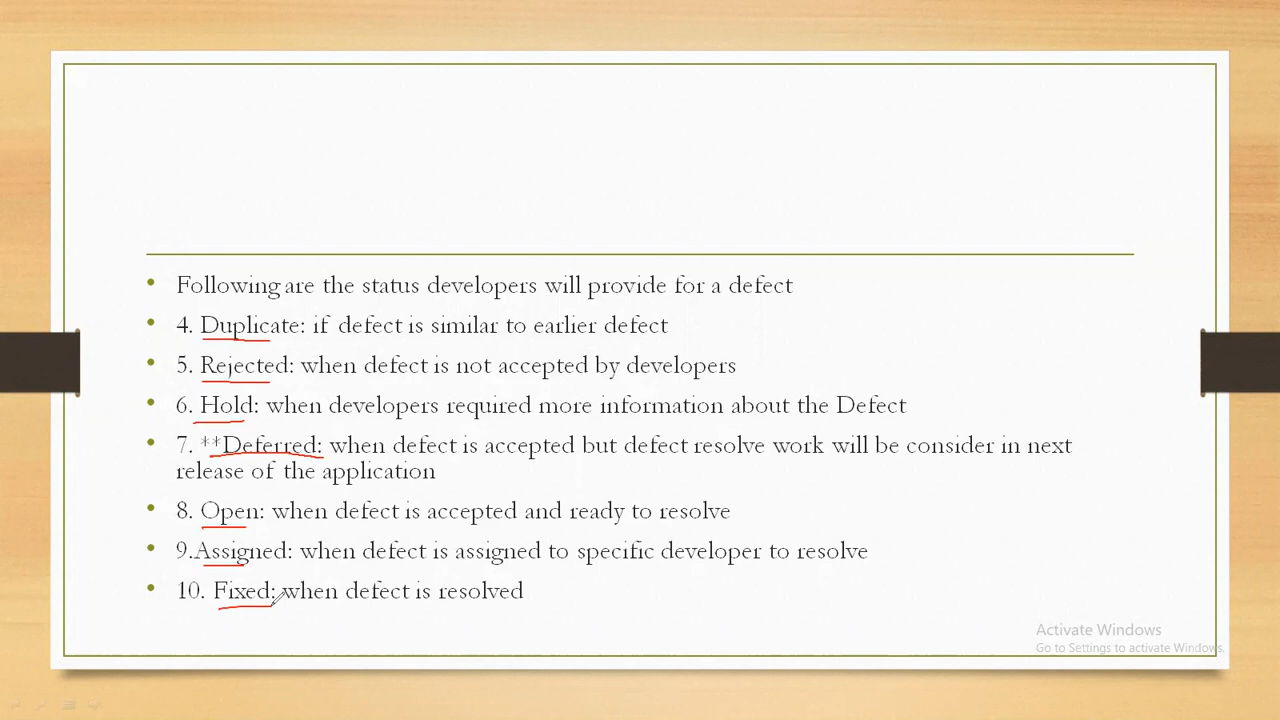 Following are the status developers will provide for a defect
4. Duplicate: if defect is similar to earlier defect
5. Rejected: when defect is not accepted by developers
6. Hold: when developers required more information about the Defect
7. **Deferred: when defect is accepted but defect resolve work will be consider in next
release of the application
8. Open: when defect is accepted and ready to resolve
9.Assigned: when defect is assigned to specific developer to resolve
10. Fixed: when defect is resolved
Activate Windows
Go to Settings to activate Windows.